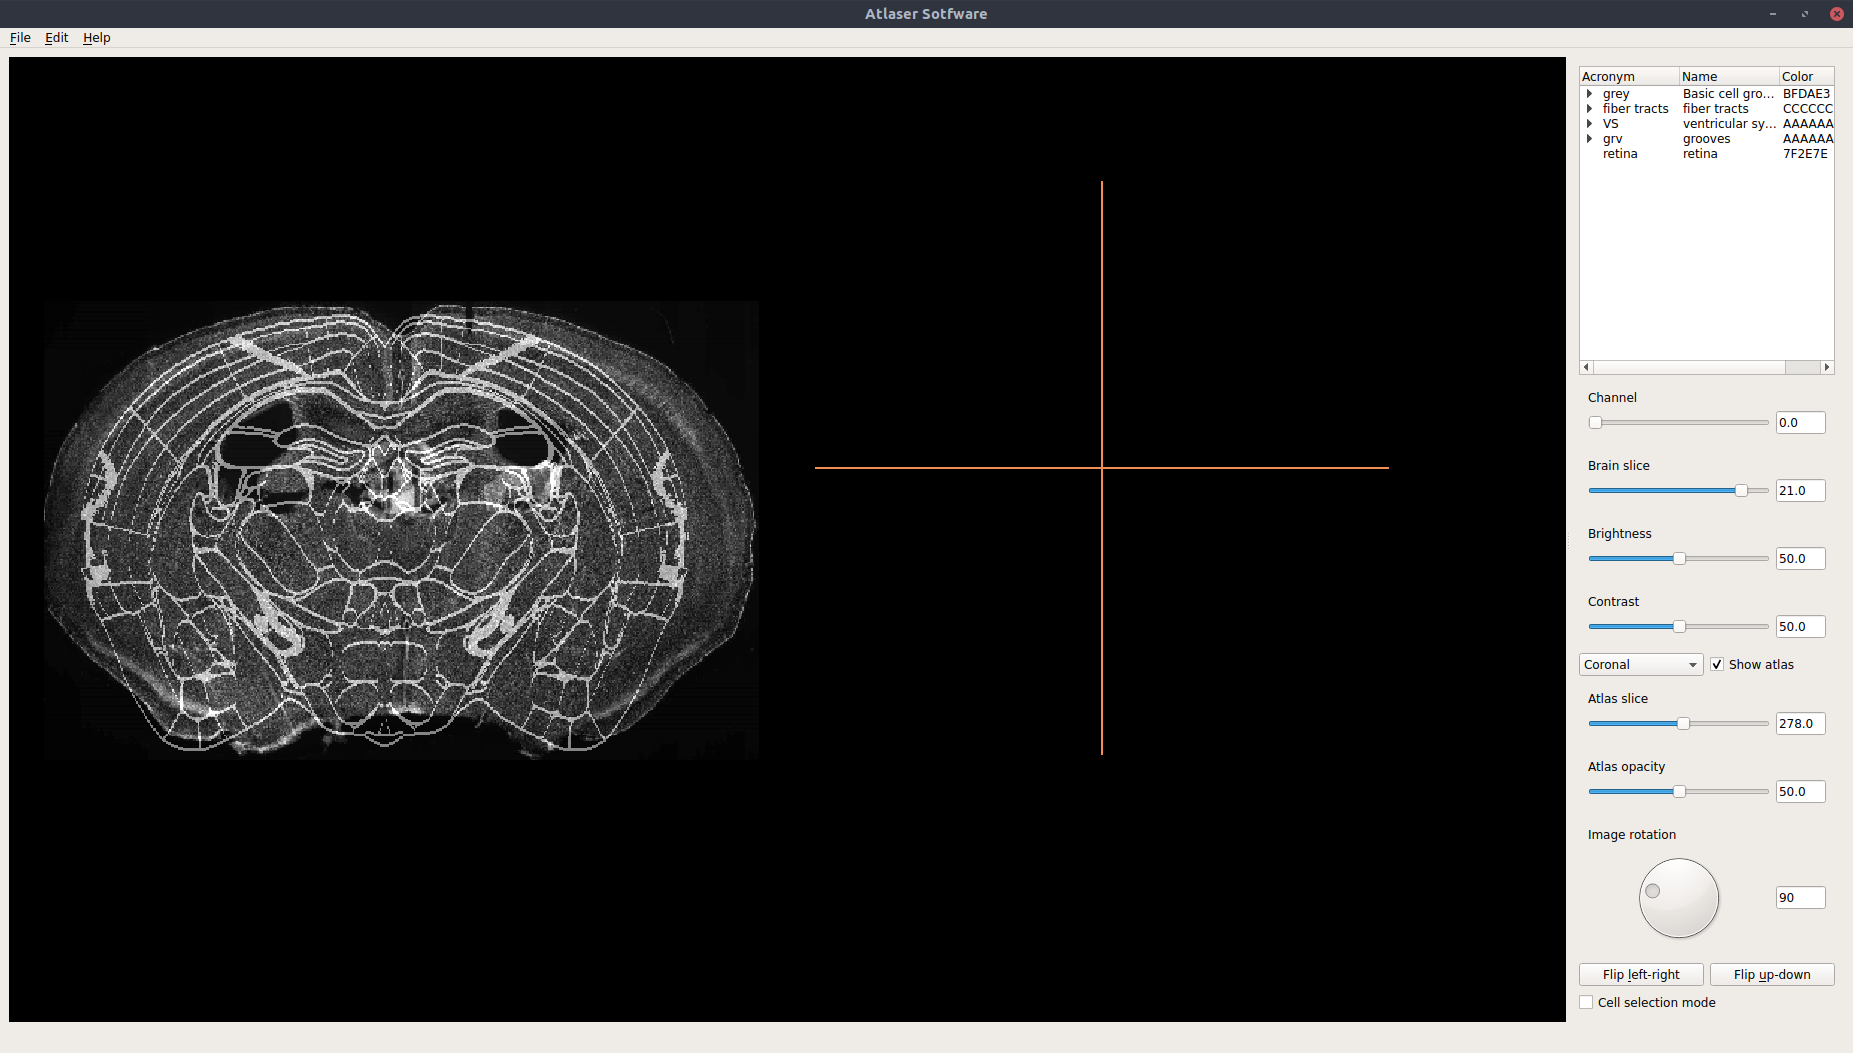 Atlaser Sotfware
File Edit Help
Acronym Name Color
grey Basic cell gro... BFDAE3
fiber tracts fiber tracts CCCCCC
VS ventricular sy... AAAAAA
grv grooves AAAAAA
retina retina 7F2E7E
Channel
0.0
Brain slice
21.0
Brightness
50.0
Contrast
50.0
Coronal Show atlas
Atlas slice
278.0
Atlas opacity
50.0
Image rotation
90
Flip left-right Flip up-down
Cell selection mode